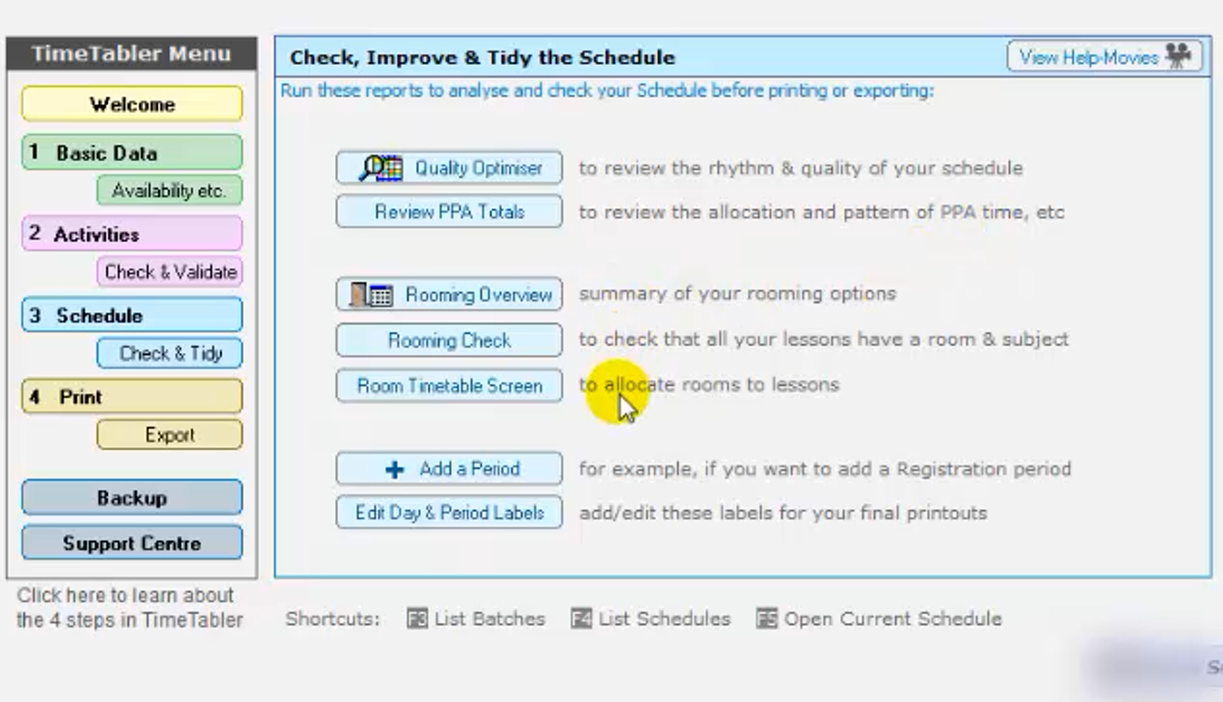 TimeTabler Menu
Welcome
1 Basic Data
Availability etc.
2 Activities
Check & Validate
3 Schedule
Check & Tidy
4 Print
Export
Backup
Support Centre
Click here to learn about
the 4 steps in TimeTabler
Check, Improve & Tidy the Schedule
View Help-Movies
Run these reports to analyse and check your Schedule before printing or exporting:
Quality Optimiser to review the rhythm & quality of your schedule
Review PPA Totals to review the allocation and pattern of PPA time, etc
Rooming Overview summary of your rooming options
Rooming Check to check that all your lessons have a room & subject
Room Timetable Screen to allocate rooms to lessons
+ Add a Period for example, if you want to add a Registration period
Edit Day & Period Labels add/edit these labels for your final printouts
Shortcuts: F3 List Batches F4 List Schedules F5 Open Current Schedule